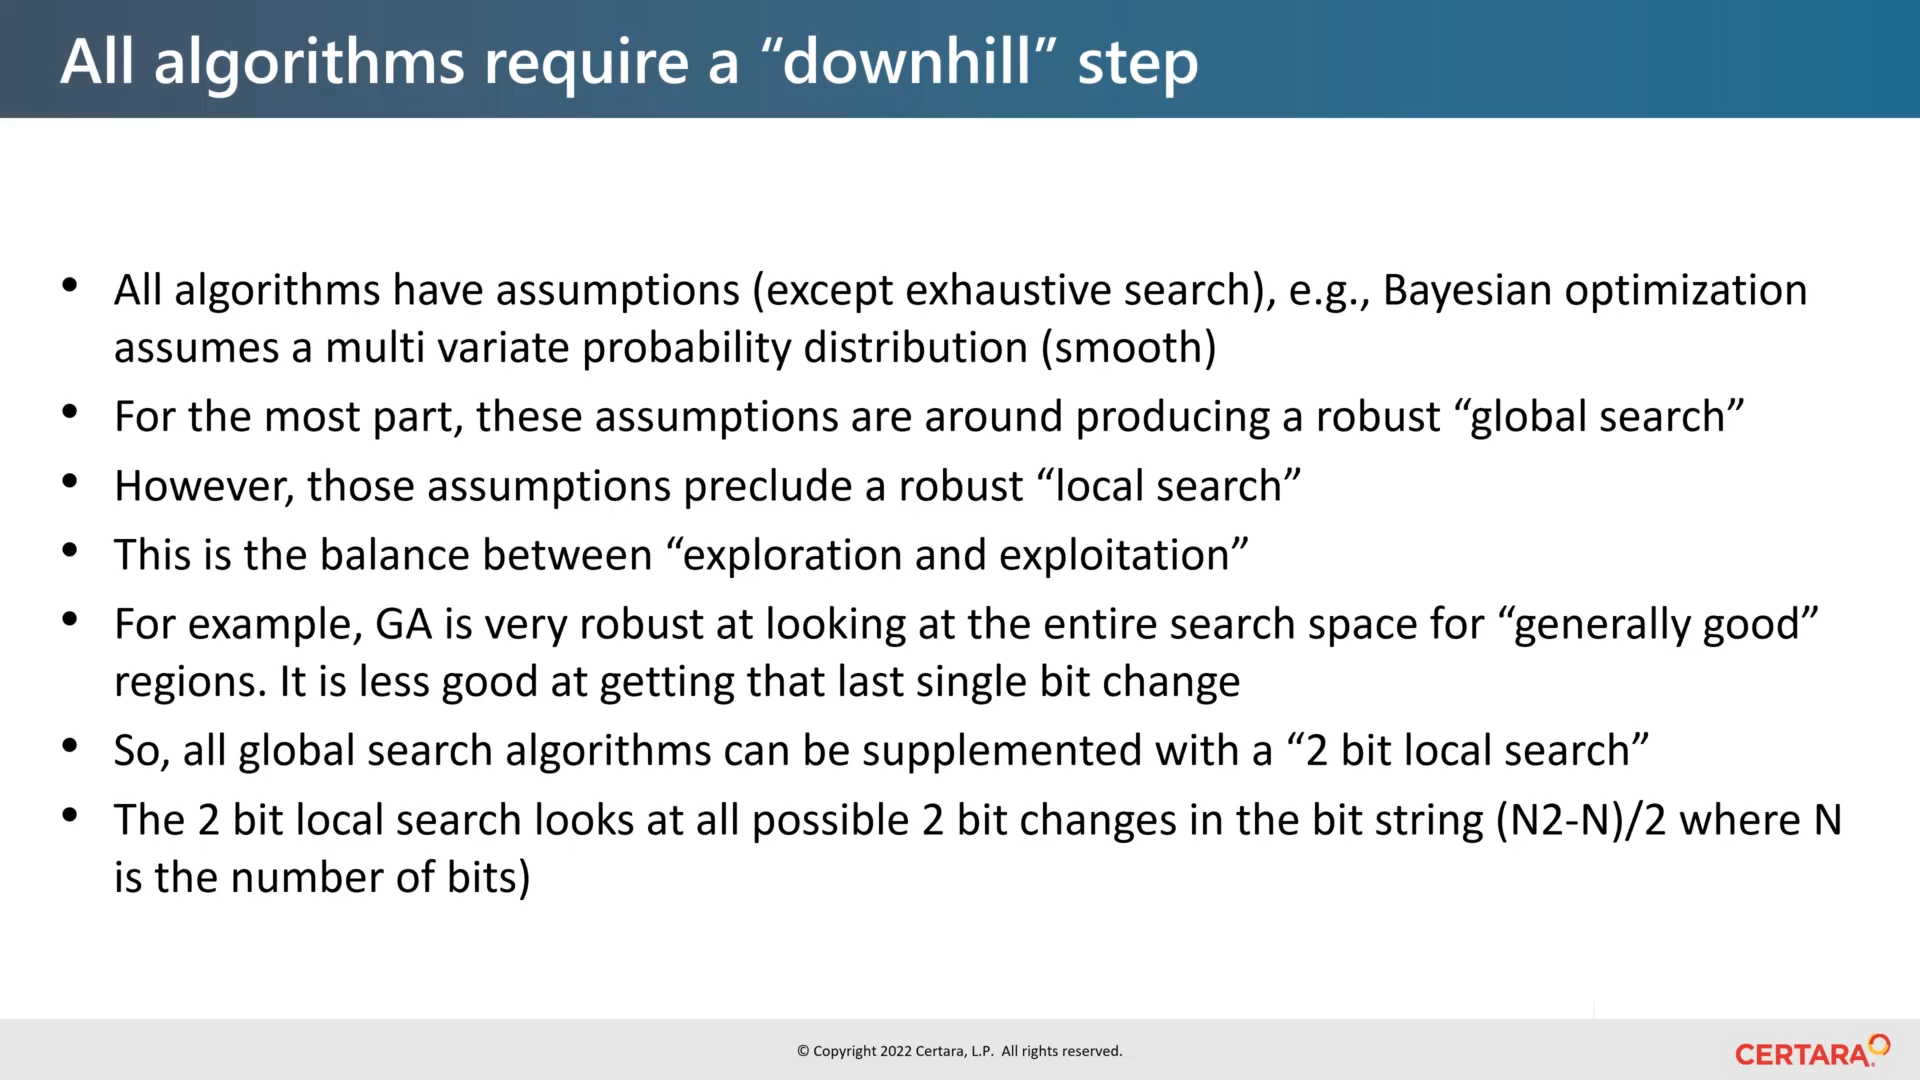 All algorithms require a “downhill” step
• All algorithms have assumptions (except exhaustive search), e.g., Bayesian optimization
assumes a multi variate probability distribution (smooth)
• For the most part, these assumptions are around producing a robust “global search”
• However, those assumptions preclude a robust “local search”
• This is the balance between “exploration and exploitation”
• For example, GA is very robust at looking at the entire search space for “generally good”
regions. It is less good at getting that last single bit change
• So, all global search algorithms can be supplemented with a “2 bit local search”
• The 2 bit local search looks at all possible 2 bit changes in the bit string (N2-N)/2 where N
is the number of bits)
© Copyright 2022 Certara, L.P. All rights reserved.
CERTARA